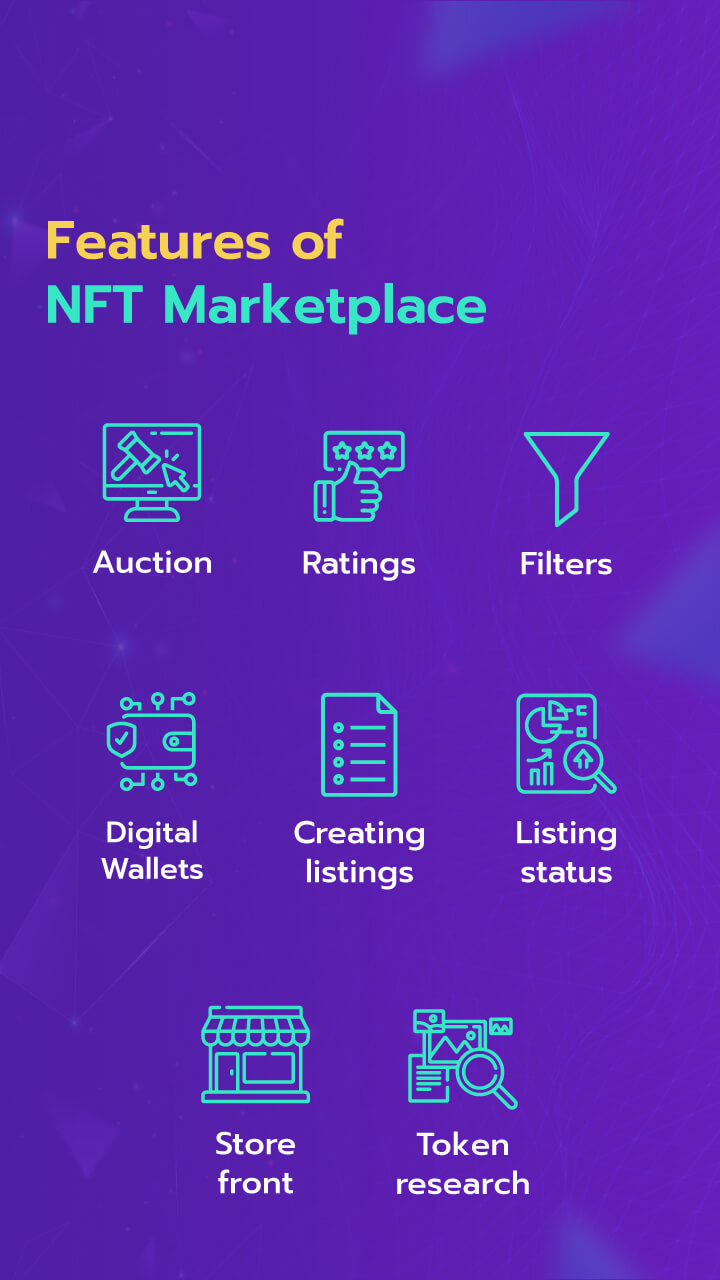 Features of
NFT Marketplace
Auction
Ratings
Filters
Digital
Wallets
Creating
listings
Listing
status
Store
front
Token
research